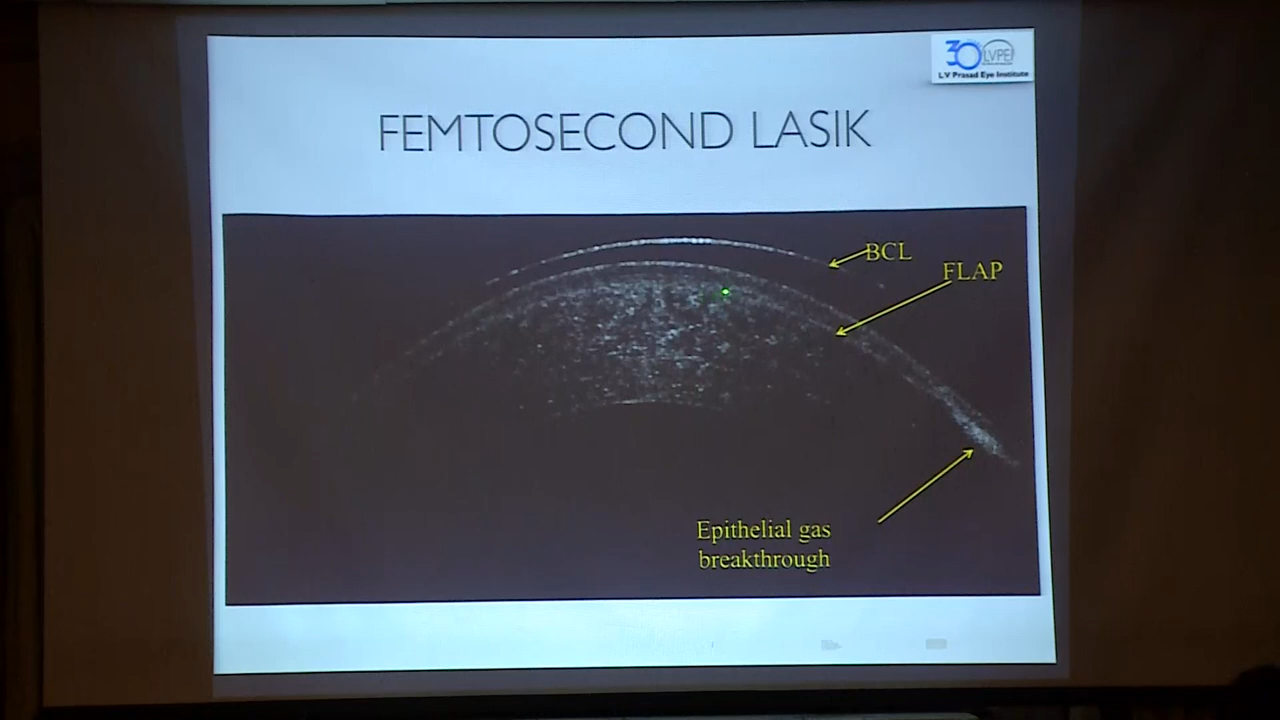 30 LVPEI
L V Prasad Eye Institute
FEMTOSECOND LASIK
BCL
FLAP
Epithelial gas
breakthrough